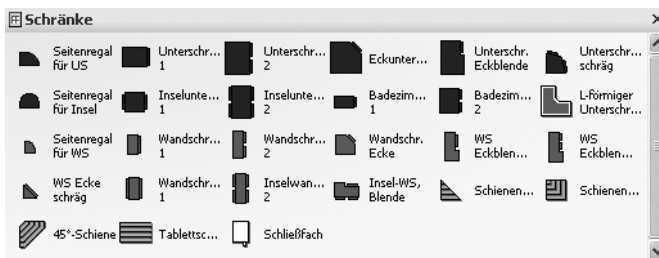 Schränke
Seitenregal
für US
Unterschr...
1
Unterschr...
2
Eckunter...
Unterschr.
Eckblende
Unterschr...
schräg
Seitenregal
für Insel
Inselunte...
1
Inselunte...
2
Badezim...
1
Badezim...
2
L-förmiger
Unterschr...
Seitenregal
für WS
Wandschr...
1
Wandschr...
2
Wandschr.
Ecke
WS
Eckblen...
WS
Eckblen...
WS Ecke
schräg
Wandschr...
1
Inselwan...
2
Insel-WS,
Blende
Schienen...
Schienen...
45°-Schiene
Tablettsc...
Schließfach